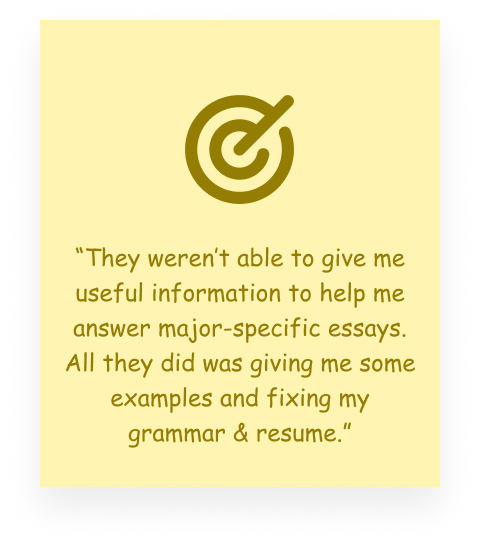 “They weren’t able to give me
useful information to help me
answer major-specific essays.
All they did was giving me some
examples and fixing my
grammar & resume.”